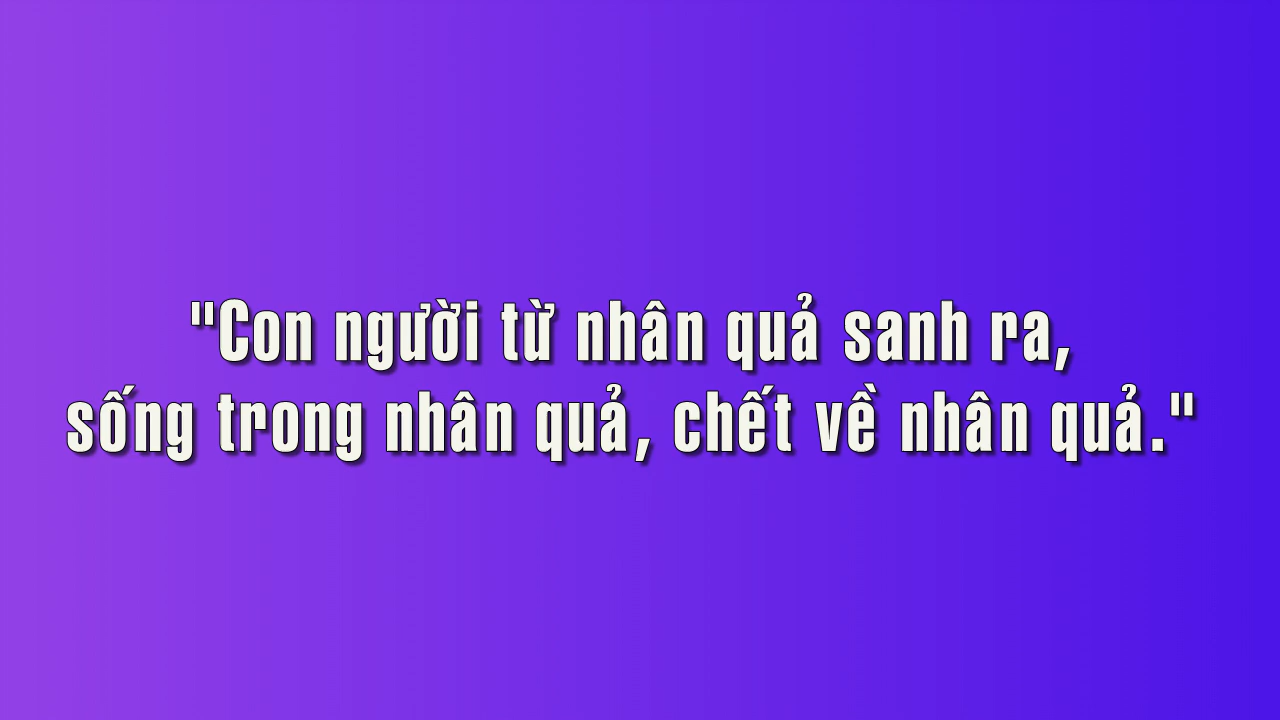 "Con người từ nhân quả sanh ra,
sống trong nhân quả, chết về nhân quả."